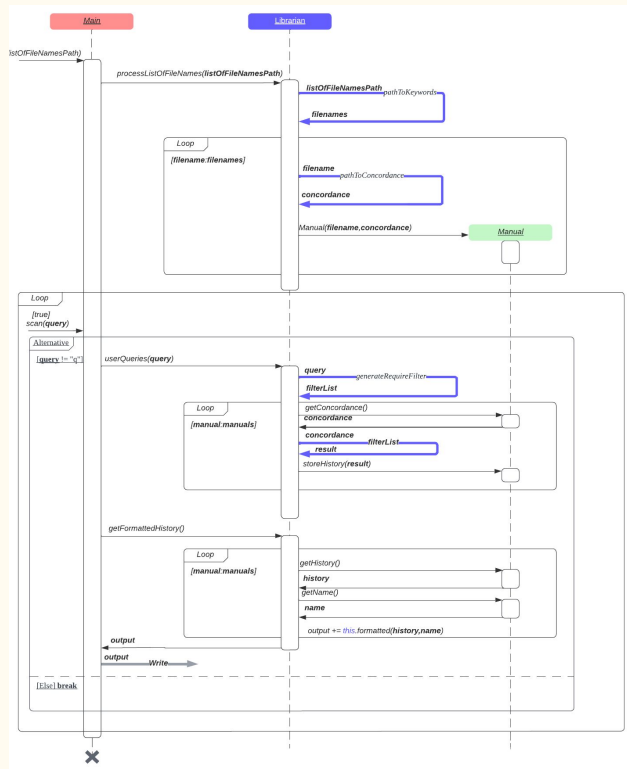 Main
Librarian
listOfFileNamesPath)
processListOfFileNames(listOfFileNamesPath)
listOfFileNamesPath
pathToKeywords
filenames
Loop
[filename:filenames]
filename
pathToConcordance
concordance
Manual(filename,concordance)
Manual
Loop
[true]
scan(query)
Alternative
[query != "q"]
userQueries(query)
query
generateRequireFilter
filterList
Loop
getConcordance()
concordance
[manual:manuals]
concordance
filterList
result
storeHistory(result)
getFormattedHistory()
Loop
getHistory()
[manual:manuals]
history
getName()
name
output += this.formatted(history,name)
output
output
Write
[Else] break